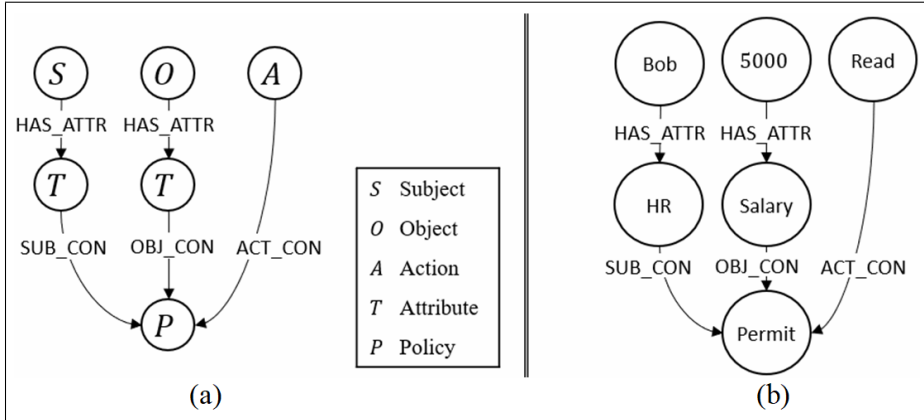 S O A
HAS_ATTR HAS_ATTR
T T
SUB_CON OBJ_CON ACT_CON
P
S Subject
O Object
A Action
T Attribute
P Policy
(a)
Bob 5000 Read
HAS_ATTR HAS_ATTR
HR Salary
SUB_CON OBJ_CON ACT_CON
Permit
(b)